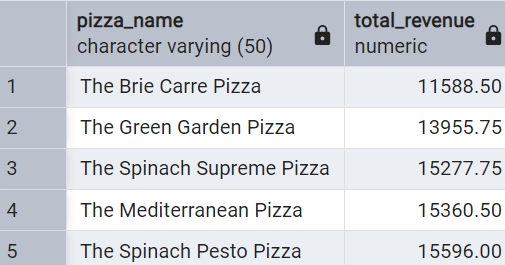 pizza_name total_revenue
character varying (50) numeric
1 The Brie Carre Pizza 11588.50
2 The Green Garden Pizza 13955.75
3 The Spinach Supreme Pizza 15277.75
4 The Mediterranean Pizza 15360.50
5 The Spinach Pesto Pizza 15596.00